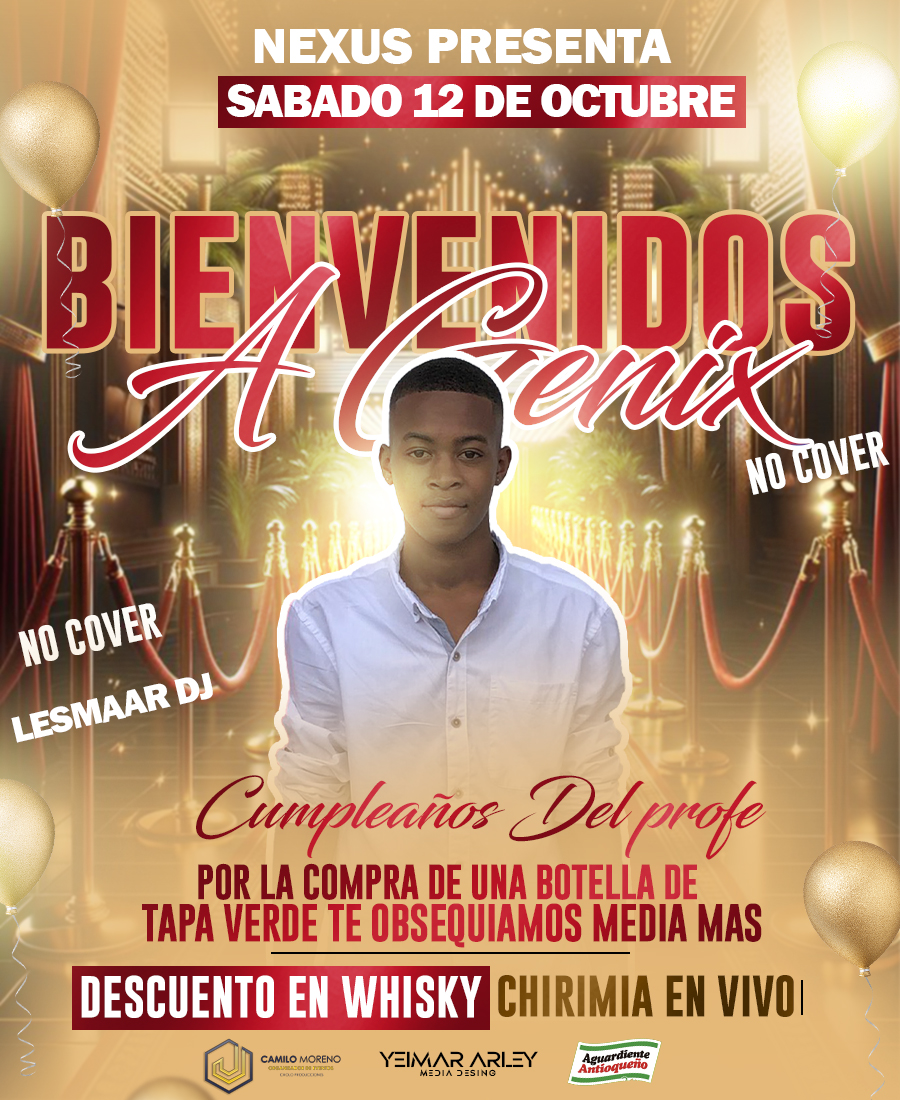 NEXUS PRESENTA
SABADO 12 DE OCTUBRE
BIENVENIDOS
A Genix
NO COVER
NO COVER
LESMAAR DJ
Cumpleaños Del profe
POR LA COMPRA DE UNA BOTELLA DE
TAPA VERDE TE OBSEQUIAMOS MEDIA MAS
DESCUENTO EN WHISKY CHIRIMIA EN VIVO
CAMILO MORENO
YEIMAR ARLEY
MEDIA DESING
Aguardiente
Antioqueño